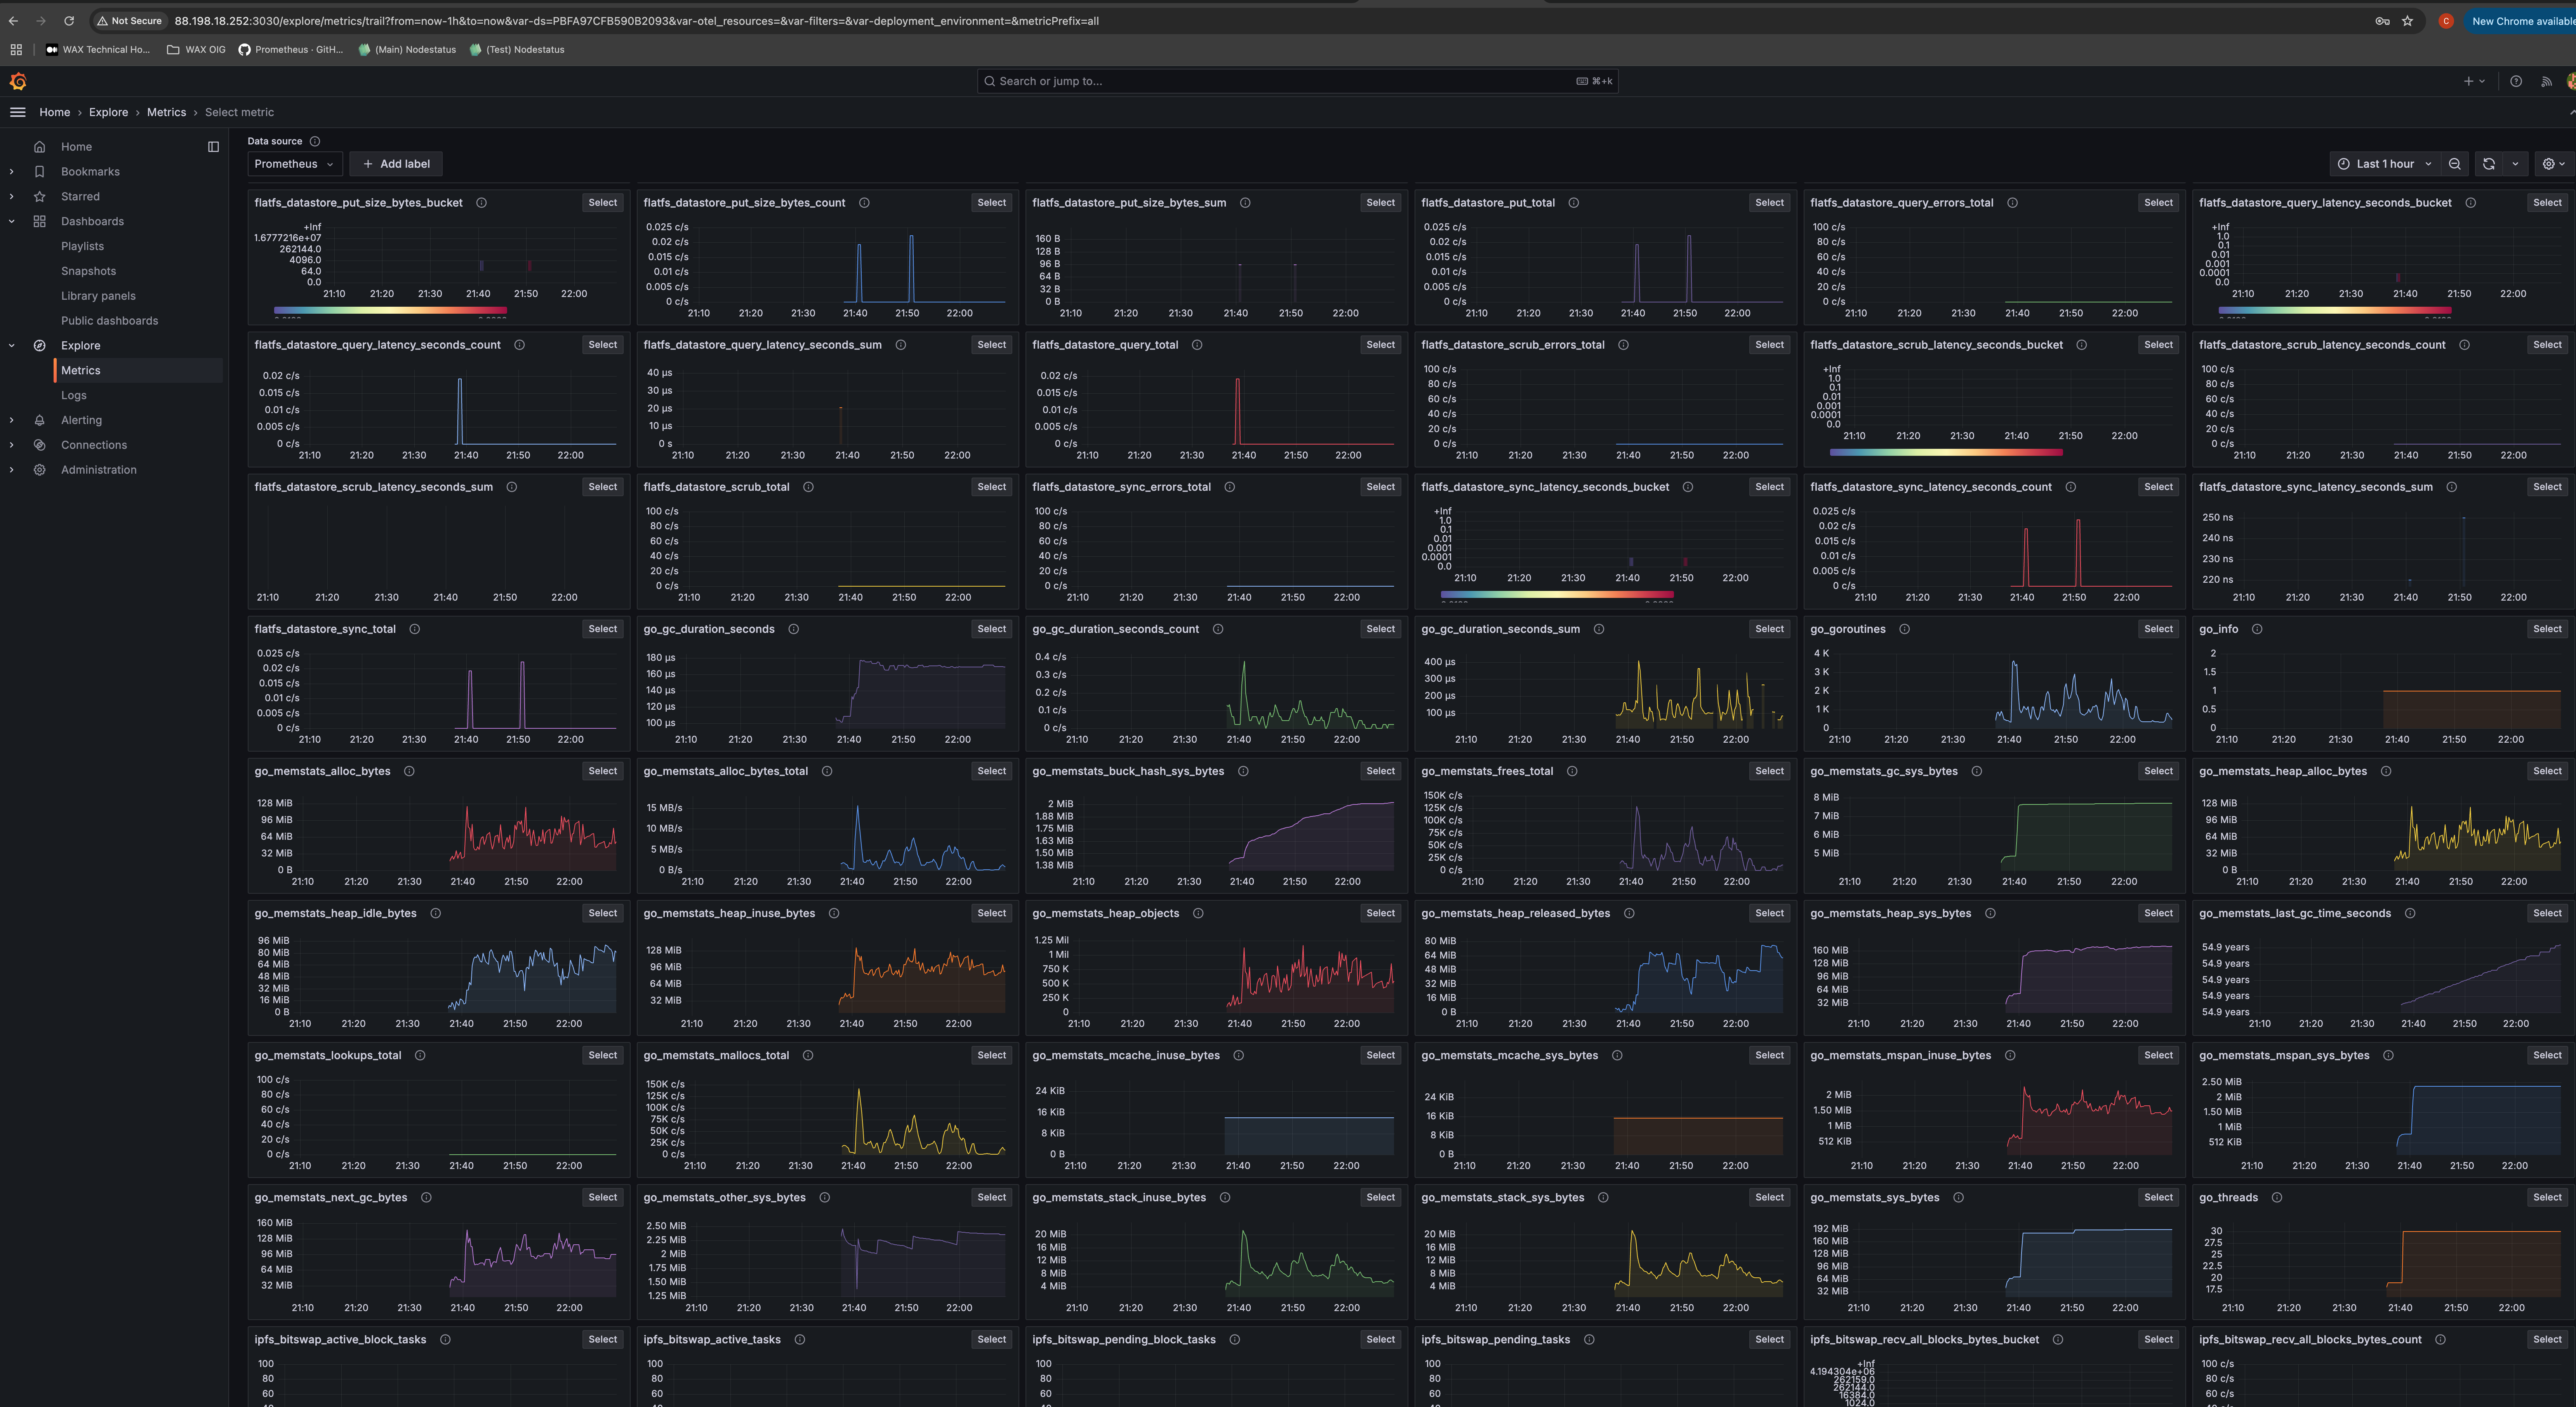 Not Secure 88.198.18.252:3030/explore/metrics/trail?from=now-1h&to=now&var-ds=PBFA97CFB590B2093&var-otel_resources=&var-filters=&var-deployment_environment=&metricPrefix=all C New Chrome available
WAX Technical Ho... WAX OIG Prometheus · GitH... (Main) Nodestatus (Test) Nodestatus
Search or jump to... ⌘+k
Home › Explore › Metrics › Select metric
Home
Bookmarks
Starred
Dashboards
Playlists
Snapshots
Library panels
Public dashboards
Explore
Metrics
Logs
Alerting
Connections
Administration
Data source
Prometheus + Add label Last 1 hour
flatfs_datastore_put_size_bytes_bucket Select
+Inf
1.6777216e+07
262144.0
4096.0
64.0
0.0
21:10 21:20 21:30 21:40 21:50 22:00
flatfs_datastore_put_size_bytes_count Select
0.025 c/s
0.02 c/s
0.015 c/s
0.01 c/s
0.005 c/s
0 c/s
21:10 21:20 21:30 21:40 21:50 22:00
flatfs_datastore_put_size_bytes_sum Select
160 B
128 B
96 B
64 B
32 B
0 B
21:10 21:20 21:30 21:40 21:50 22:00
flatfs_datastore_put_total Select
0.025 c/s
0.02 c/s
0.015 c/s
0.01 c/s
0.005 c/s
0 c/s
21:10 21:20 21:30 21:40 21:50 22:00
flatfs_datastore_query_errors_total Select
100 c/s
80 c/s
60 c/s
40 c/s
20 c/s
0 c/s
21:10 21:20 21:30 21:40 21:50 22:00
flatfs_datastore_query_latency_seconds_bucket Select
+Inf
1.0
0.1
0.01
0.001
0.0001
0.0
21:10 21:20 21:30 21:40 21:50 22:00
flatfs_datastore_query_latency_seconds_count Select
0.02 c/s
0.015 c/s
0.01 c/s
0.005 c/s
0 c/s
21:10 21:20 21:30 21:40 21:50 22:00
flatfs_datastore_query_latency_seconds_sum Select
40 µs
30 µs
20 µs
10 µs
0 s
21:10 21:20 21:30 21:40 21:50 22:00
flatfs_datastore_query_total Select
0.02 c/s
0.015 c/s
0.01 c/s
0.005 c/s
0 c/s
21:10 21:20 21:30 21:40 21:50 22:00
flatfs_datastore_scrub_errors_total Select
100 c/s
80 c/s
60 c/s
40 c/s
20 c/s
0 c/s
21:10 21:20 21:30 21:40 21:50 22:00
flatfs_datastore_scrub_latency_seconds_bucket Select
+Inf
1.0
0.1
0.01
0.001
0.0001
0.0
21:10 21:20 21:30 21:40 21:50 22:00
flatfs_datastore_scrub_latency_seconds_count Select
100 c/s
80 c/s
60 c/s
40 c/s
20 c/s
0 c/s
21:10 21:20 21:30 21:40 21:50 22:00
flatfs_datastore_scrub_latency_seconds_sum Select
21:10 21:20 21:30 21:40 21:50 22:00
flatfs_datastore_scrub_total Select
100 c/s
80 c/s
60 c/s
40 c/s
20 c/s
0 c/s
21:10 21:20 21:30 21:40 21:50 22:00
flatfs_datastore_sync_errors_total Select
100 c/s
80 c/s
60 c/s
40 c/s
20 c/s
0 c/s
21:10 21:20 21:30 21:40 21:50 22:00
flatfs_datastore_sync_latency_seconds_bucket Select
+Inf
1.0
0.1
0.01
0.001
0.0001
0.0
21:10 21:20 21:30 21:40 21:50 22:00
flatfs_datastore_sync_latency_seconds_count Select
0.025 c/s
0.02 c/s
0.015 c/s
0.01 c/s
0.005 c/s
0 c/s
21:10 21:20 21:30 21:40 21:50 22:00
flatfs_datastore_sync_latency_seconds_sum Select
250 ns
240 ns
230 ns
220 ns
21:10 21:20 21:30 21:40 21:50 22:00
flatfs_datastore_sync_total Select
0.025 c/s
0.02 c/s
0.015 c/s
0.01 c/s
0.005 c/s
0 c/s
21:10 21:20 21:30 21:40 21:50 22:00
go_gc_duration_seconds Select
180 µs
160 µs
140 µs
120 µs
100 µs
21:10 21:20 21:30 21:40 21:50 22:00
go_gc_duration_seconds_count Select
0.4 c/s
0.3 c/s
0.2 c/s
0.1 c/s
0 c/s
21:10 21:20 21:30 21:40 21:50 22:00
go_gc_duration_seconds_sum Select
400 µs
300 µs
200 µs
100 µs
21:10 21:20 21:30 21:40 21:50 22:00
go_goroutines Select
4 K
3 K
2 K
1 K
0
21:10 21:20 21:30 21:40 21:50 22:00
go_info Select
2
1.5
1
0.5
0
21:10 21:20 21:30 21:40 21:50 22:00
go_memstats_alloc_bytes Select
128 MiB
96 MiB
64 MiB
32 MiB
0 B
21:10 21:20 21:30 21:40 21:50 22:00
go_memstats_alloc_bytes_total Select
15 MB/s
10 MB/s
5 MB/s
0 B/s
21:10 21:20 21:30 21:40 21:50 22:00
go_memstats_buck_hash_sys_bytes Select
2 MiB
1.88 MiB
1.75 MiB
1.63 MiB
1.50 MiB
1.38 MiB
21:10 21:20 21:30 21:40 21:50 22:00
go_memstats_frees_total Select
150K c/s
125K c/s
100K c/s
75K c/s
50K c/s
25K c/s
0 c/s
21:10 21:20 21:30 21:40 21:50 22:00
go_memstats_gc_sys_bytes Select
8 MiB
7 MiB
6 MiB
5 MiB
21:10 21:20 21:30 21:40 21:50 22:00
go_memstats_heap_alloc_bytes Select
128 MiB
96 MiB
64 MiB
32 MiB
0 B
21:10 21:20 21:30 21:40 21:50 22:00
go_memstats_heap_idle_bytes Select
96 MiB
80 MiB
64 MiB
48 MiB
32 MiB
16 MiB
0 B
21:10 21:20 21:30 21:40 21:50 22:00
go_memstats_heap_inuse_bytes Select
128 MiB
96 MiB
64 MiB
32 MiB
21:10 21:20 21:30 21:40 21:50 22:00
go_memstats_heap_objects Select
1.25 Mil
1 Mil
750 K
500 K
250 K
0
21:10 21:20 21:30 21:40 21:50 22:00
go_memstats_heap_released_bytes Select
80 MiB
64 MiB
48 MiB
32 MiB
16 MiB
0 B
21:10 21:20 21:30 21:40 21:50 22:00
go_memstats_heap_sys_bytes Select
160 MiB
128 MiB
96 MiB
64 MiB
32 MiB
21:10 21:20 21:30 21:40 21:50 22:00
go_memstats_last_gc_time_seconds Select
54.9 years
54.9 years
54.9 years
54.9 years
54.9 years
21:10 21:20 21:30 21:40 21:50 22:00
go_memstats_lookups_total Select
100 c/s
80 c/s
60 c/s
40 c/s
20 c/s
0 c/s
21:10 21:20 21:30 21:40 21:50 22:00
go_memstats_mallocs_total Select
150K c/s
125K c/s
100K c/s
75K c/s
50K c/s
25K c/s
0 c/s
21:10 21:20 21:30 21:40 21:50 22:00
go_memstats_mcache_inuse_bytes Select
24 KiB
16 KiB
8 KiB
0 B
21:10 21:20 21:30 21:40 21:50 22:00
go_memstats_mcache_sys_bytes Select
24 KiB
16 KiB
8 KiB
0 B
21:10 21:20 21:30 21:40 21:50 22:00
go_memstats_mspan_inuse_bytes Select
2 MiB
1.50 MiB
1 MiB
512 KiB
21:10 21:20 21:30 21:40 21:50 22:00
go_memstats_mspan_sys_bytes Select
2.50 MiB
2 MiB
1.50 MiB
1 MiB
512 KiB
21:10 21:20 21:30 21:40 21:50 22:00
go_memstats_next_gc_bytes Select
160 MiB
128 MiB
96 MiB
64 MiB
32 MiB
21:10 21:20 21:30 21:40 21:50 22:00
go_memstats_other_sys_bytes Select
2.50 MiB
2.25 MiB
2 MiB
1.75 MiB
1.50 MiB
1.25 MiB
21:10 21:20 21:30 21:40 21:50 22:00
go_memstats_stack_inuse_bytes Select
20 MiB
16 MiB
12 MiB
8 MiB
4 MiB
21:10 21:20 21:30 21:40 21:50 22:00
go_memstats_stack_sys_bytes Select
20 MiB
16 MiB
12 MiB
8 MiB
4 MiB
21:10 21:20 21:30 21:40 21:50 22:00
go_memstats_sys_bytes Select
192 MiB
160 MiB
128 MiB
96 MiB
64 MiB
32 MiB
21:10 21:20 21:30 21:40 21:50 22:00
go_threads Select
30
27.5
25
22.5
20
17.5
21:10 21:20 21:30 21:40 21:50 22:00
ipfs_bitswap_active_block_tasks Select
100
80
60
ipfs_bitswap_active_tasks Select
100
80
60
ipfs_bitswap_pending_block_tasks Select
100
80
60
ipfs_bitswap_pending_tasks Select
100
80
60
ipfs_bitswap_recv_all_blocks_bytes_bucket Select
+Inf
4.194304e+06
262159.0
262144.0
16384.0
1024.0
ipfs_bitswap_recv_all_blocks_bytes_count Select
100 c/s
80 c/s
60 c/s